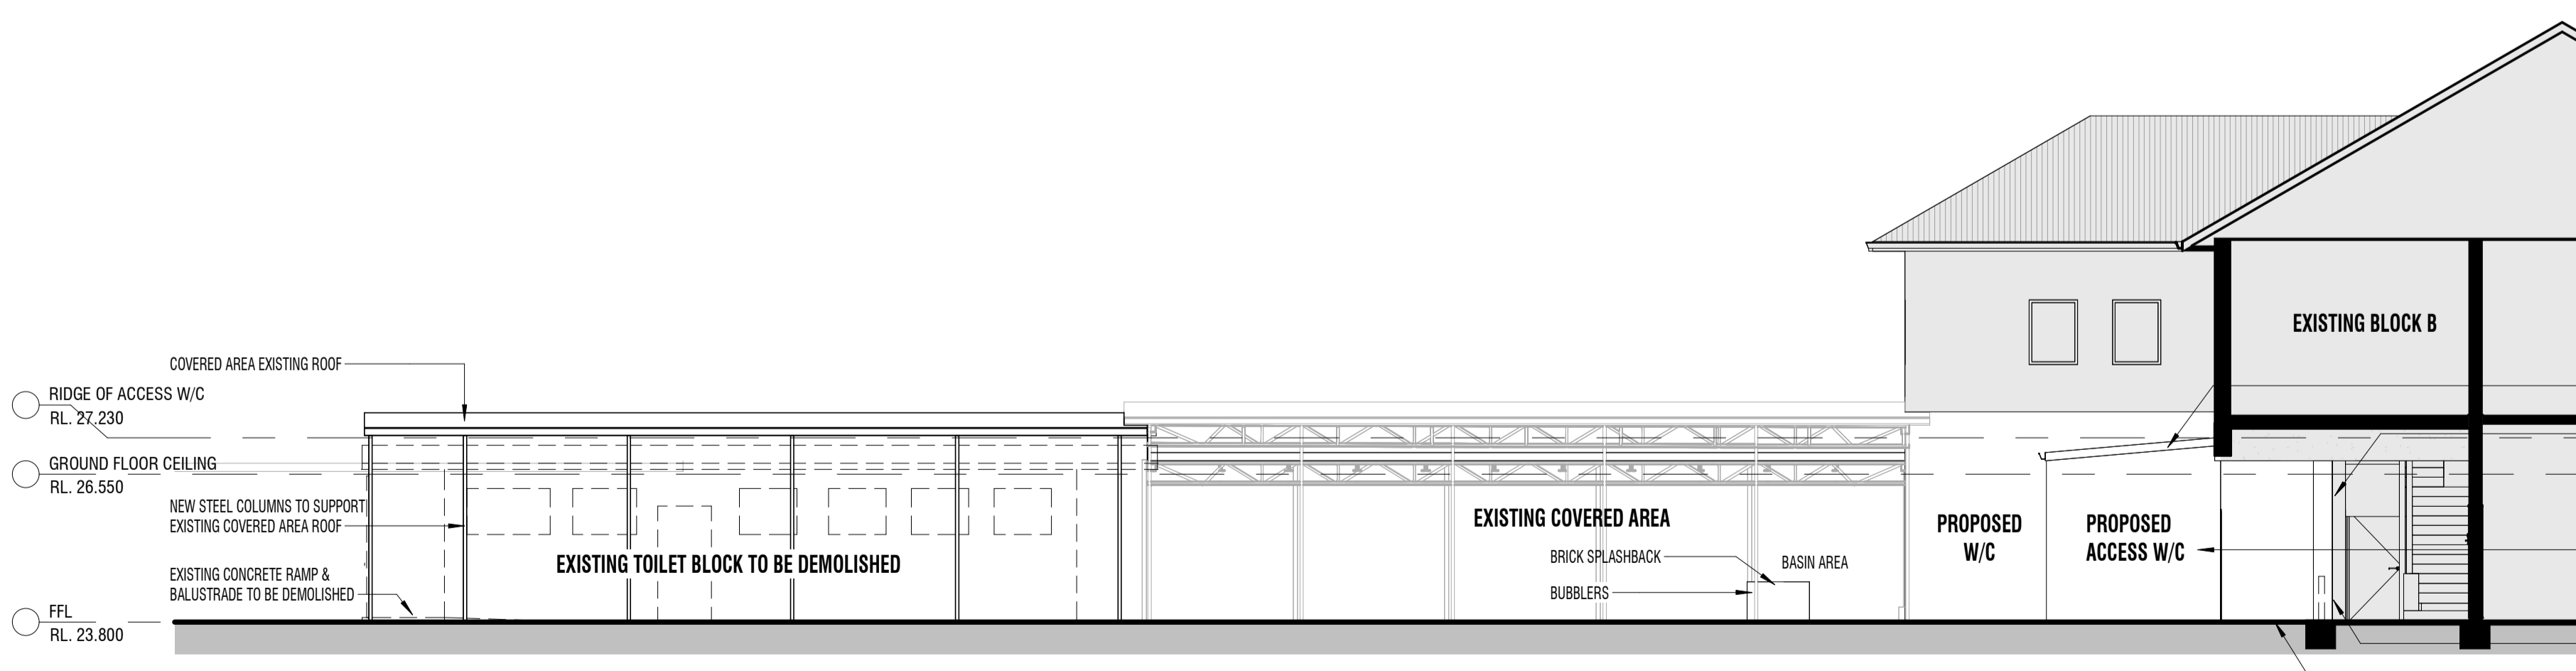 EXISTING BLOCK B
COVERED AREA EXISTING ROOF
RIDGE OF ACCESS W/C
RL. 27.230
GROUND FLOOR CEILING
RL. 26.550
NEW STEEL COLUMNS TO SUPPORT
EXISTING COVERED AREA ROOF
EXISTING TOILET BLOCK TO BE DEMOLISHED
EXISTING CONCRETE RAMP &
BALUSTRADE TO BE DEMOLISHED
FFL
RL. 23.800
EXISTING COVERED AREA
BRICK SPLASHBACK
BASIN AREA
BUBBLERS
PROPOSED
W/C
PROPOSED
ACCESS W/C